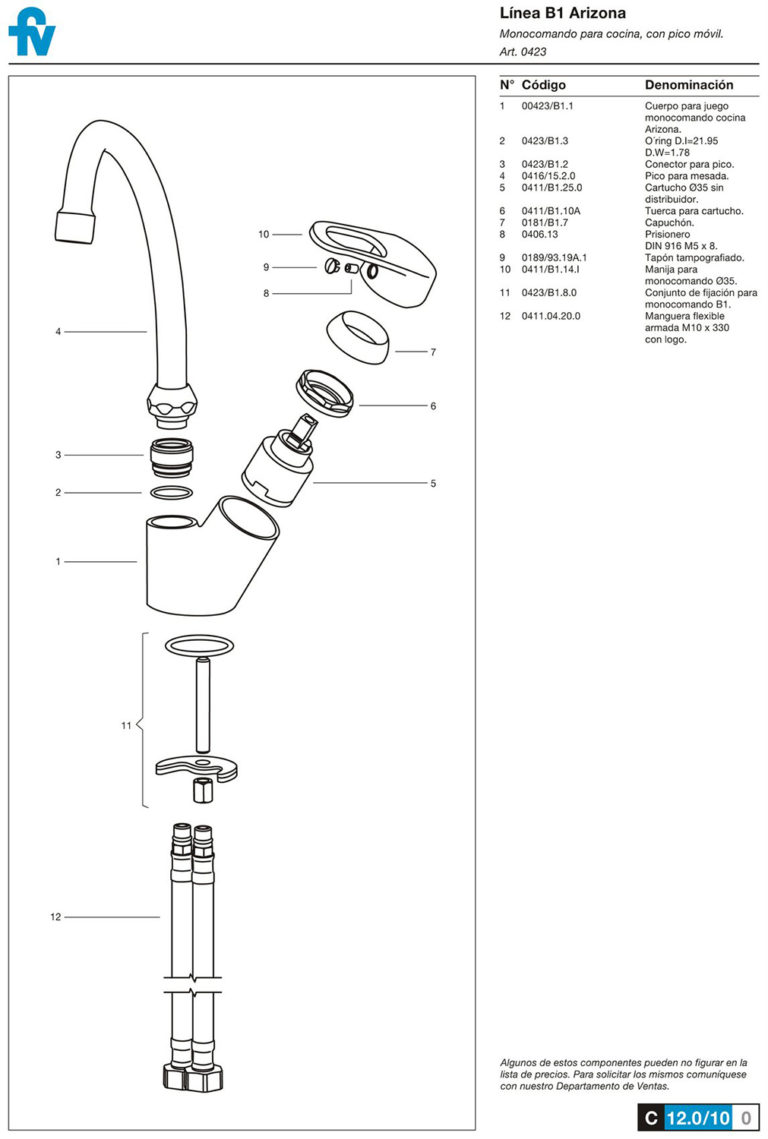 fv
Línea B1 Arizona
Monocomando para cocina, con pico móvil.
Art. 0423
N° Código Denominación
1 00423/B1.1 Cuerpo para juego
monocomando cocina
Arizona.
2 0423/B1.3 O´ring D.I=21.95
D.W=1.78
3 0423/B1.2 Conector para pico.
4 0416/15.2.0 Pico para mesada.
5 0411/B1.25.0 Cartucho Ø35 sin
distribuidor.
6 0411/B1.10A Tuerca para cartucho.
7 0181/B1.7 Capuchón.
8 0406.13 Prisionero
DIN 916 M5 x 8.
9 0189/93.19A.1 Tapón tampografiado.
10 0411/B1.14.I Manija para
monocomando Ø35.
11 0423/B1.8.0 Conjunto de fijación para
monocomando B1.
12 0411.04.20.0 Manguera flexible
armada M10 x 330
con logo.
10
9
8
4
7
6
3
5
2
1
11
12
Algunos de estos componentes pueden no figurar en la
lista de precios. Para solicitar los mismos comuníquese
con nuestro Departamento de Ventas.
C 12.0/10 0